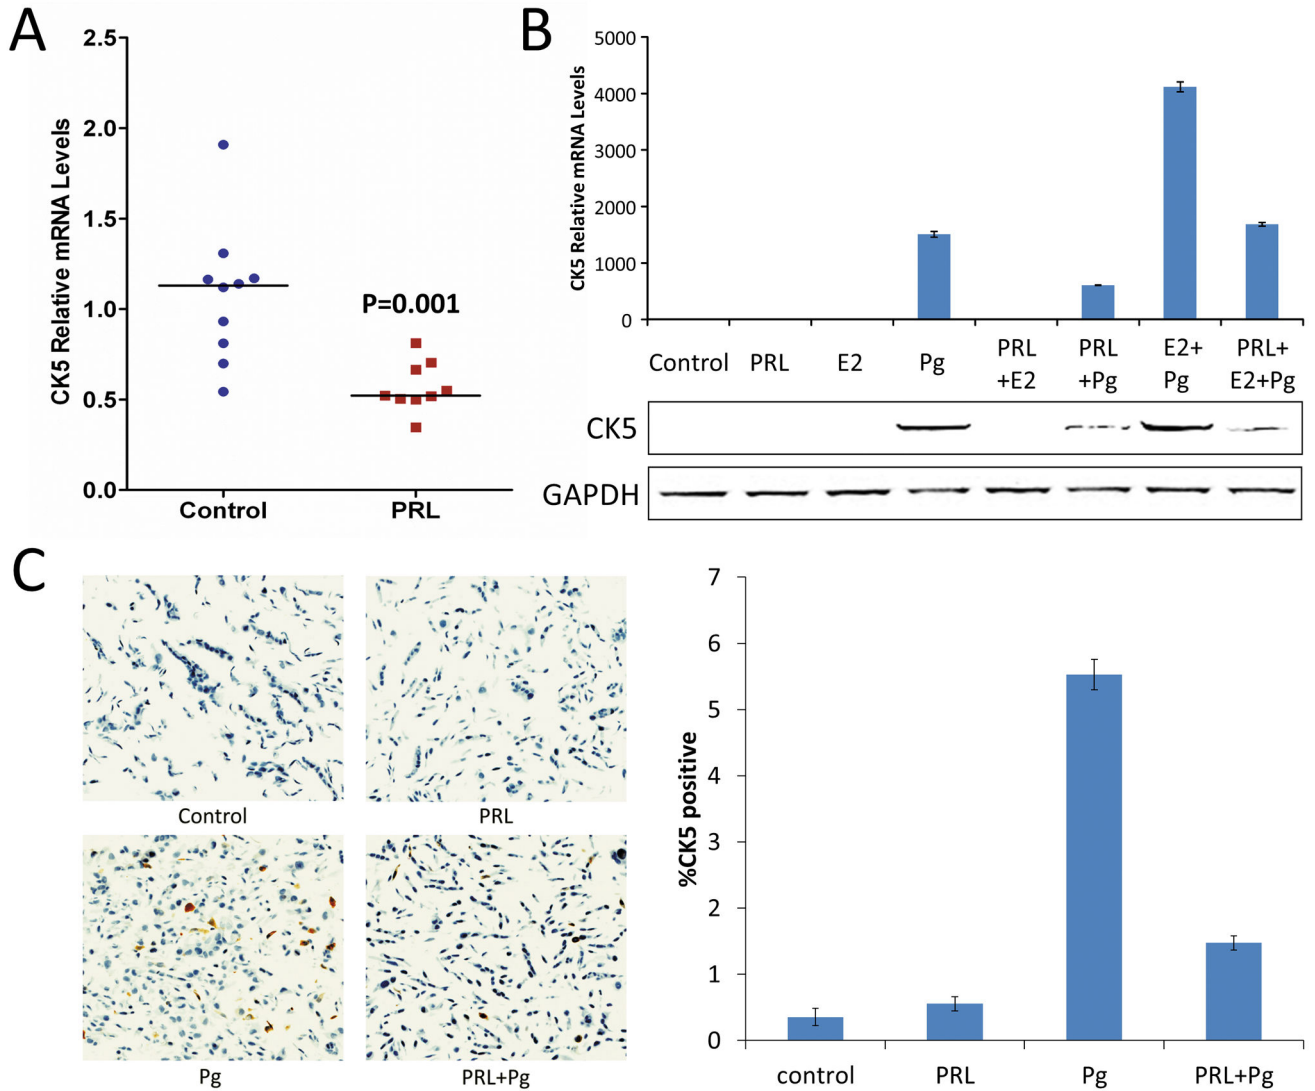 A
CK5 Relative mRNA Levels
2.5
2.0
1.5
1.0
0.5
0.0
P=0.001
Control
PRL
B
CK5 Relative mRNA Levels
5000
4000
3000
2000
1000
0
Control
PRL
E2
Pg
PRL
+E2
PRL
+Pg
E2+
Pg
PRL+
E2+Pg
CK5
GAPDH
C
Control
PRL
Pg
PRL+Pg
%CK5 positive
7
6
5
4
3
2
1
0
control
PRL
Pg
PRL+Pg